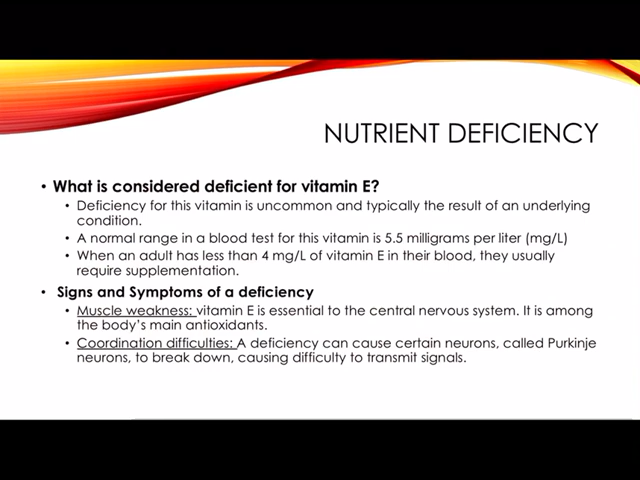 NUTRIENT DEFICIENCY
• What is considered deficient for vitamin E?
• Deficiency for this vitamin is uncommon and typically the result of an underlying
condition.
• A normal range in a blood test for this vitamin is 5.5 milligrams per liter (mg/L)
• When an adult has less than 4 mg/L of vitamin E in their blood, they usually
require supplementation.
• Signs and Symptoms of a deficiency
• Muscle weakness: vitamin E is essential to the central nervous system. It is among
the body's main antioxidants.
• Coordination difficulties: A deficiency can cause certain neurons, called Purkinje
neurons, to break down, causing difficulty to transmit signals.